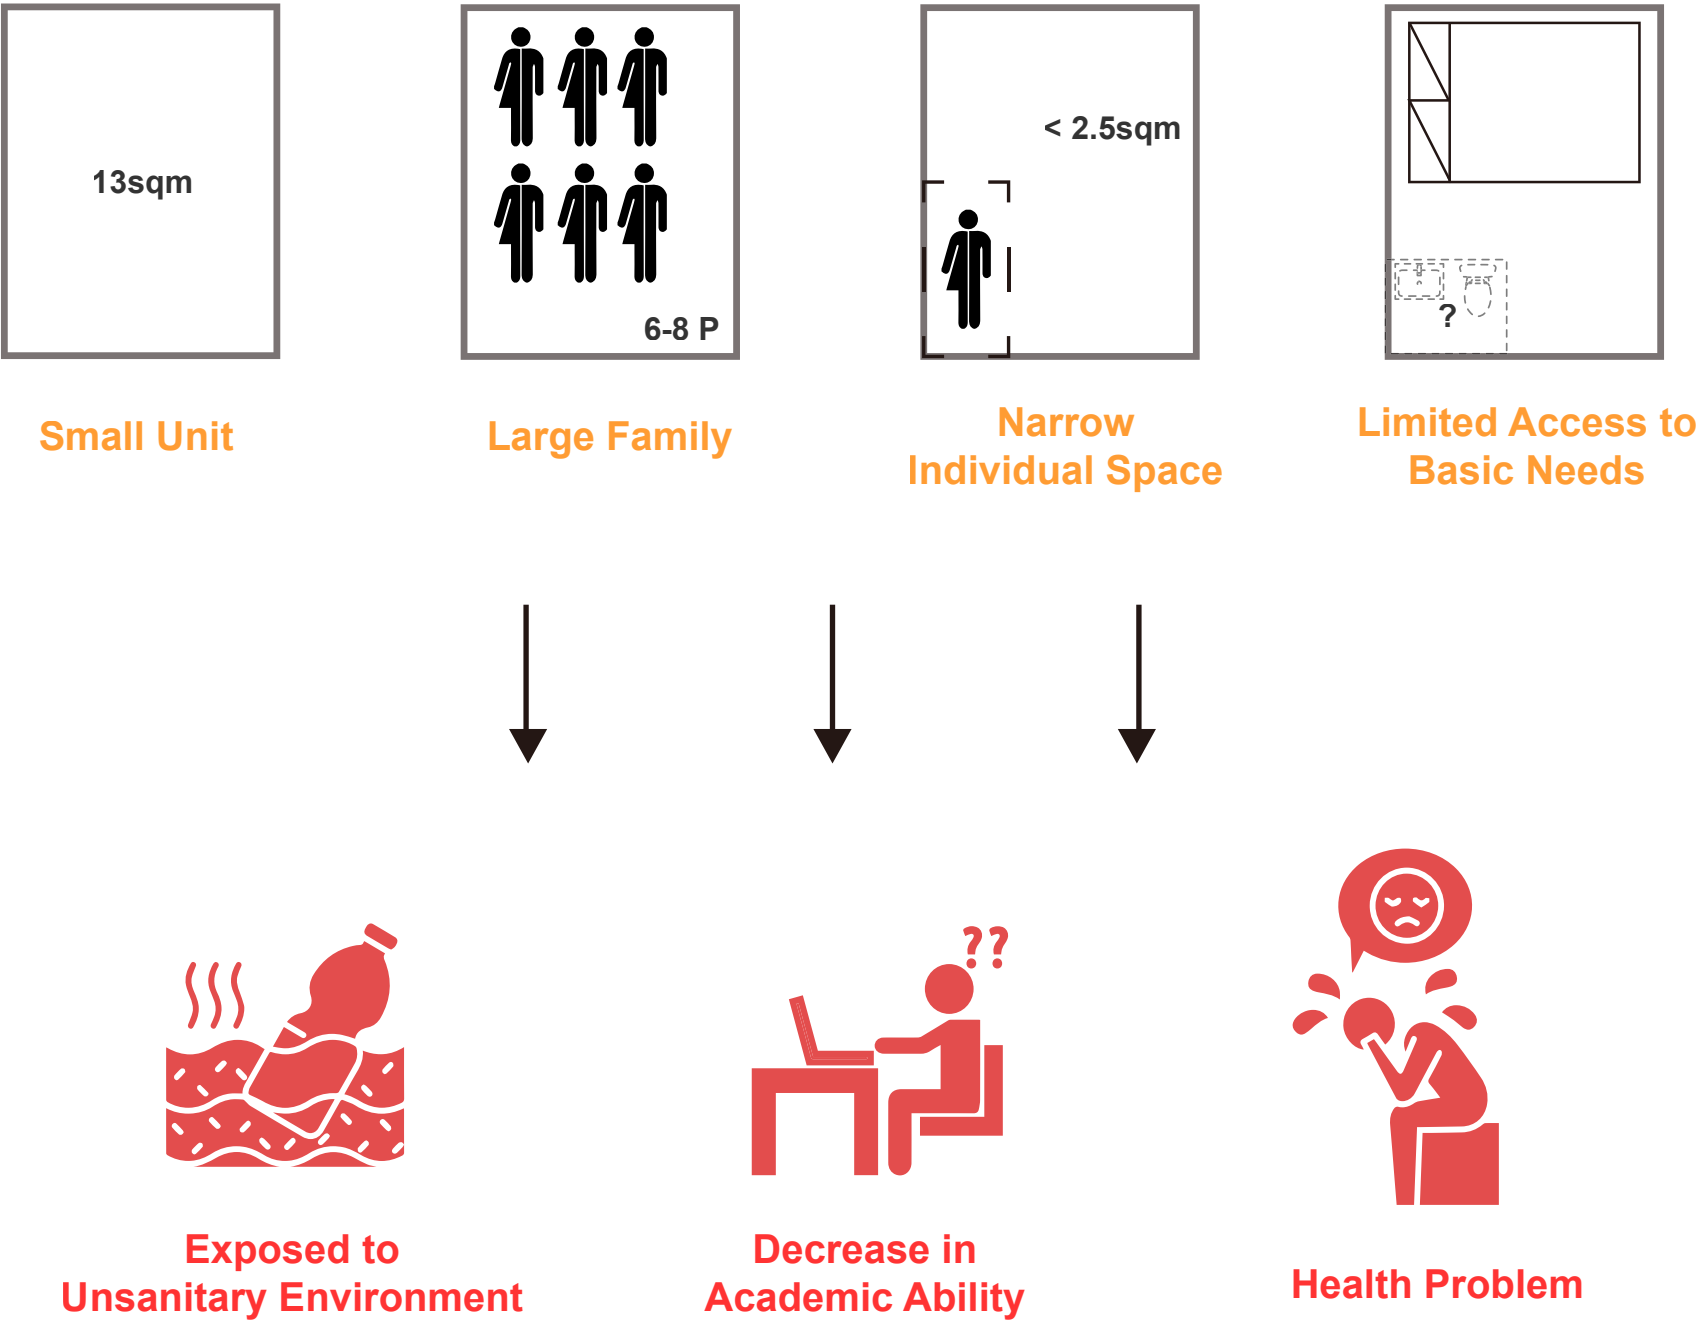 13sqm
6-8 P
< 2.5sqm
?
Small Unit
Large Family
Narrow
Individual Space
Limited Access to
Basic Needs
??
Exposed to
Unsanitary Environment
Decrease in
Academic Ability
Health Problem